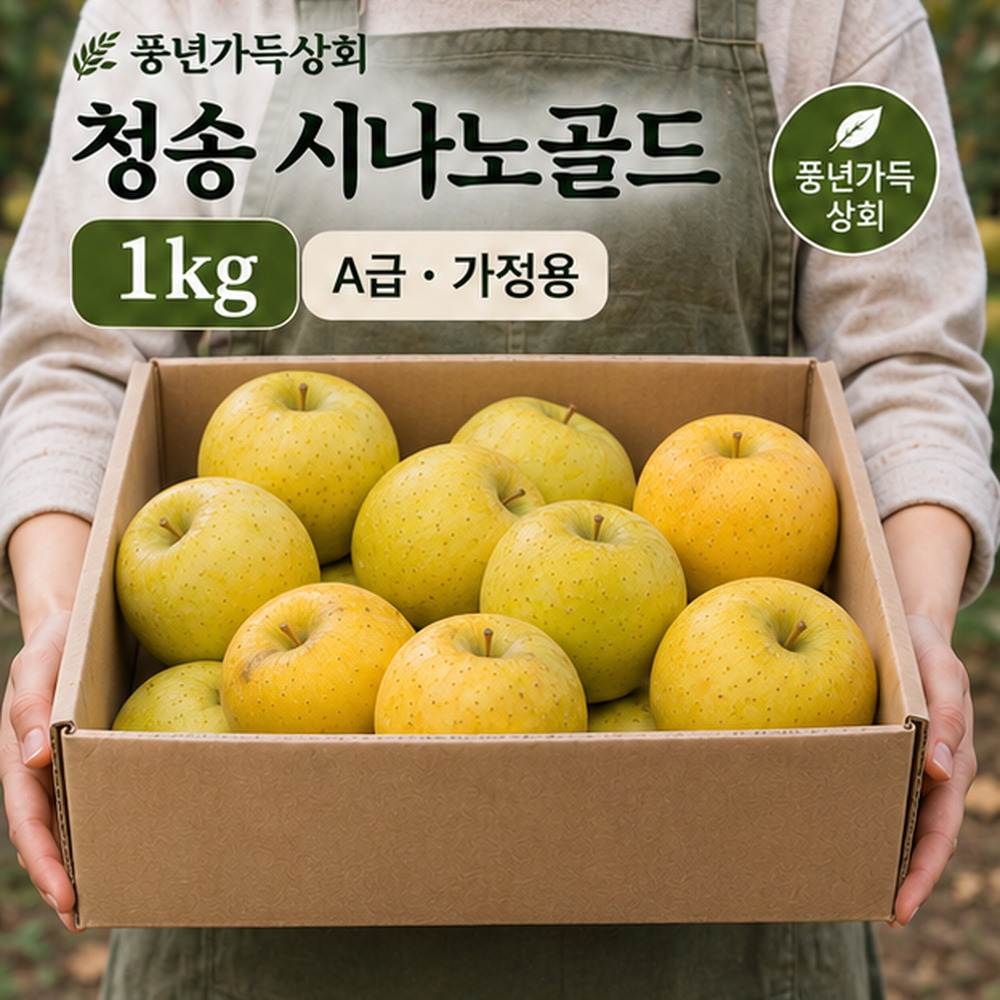 풍년가득상회
청송 시나노골드
풍년가득
상회
1kg
A급 · 가정용